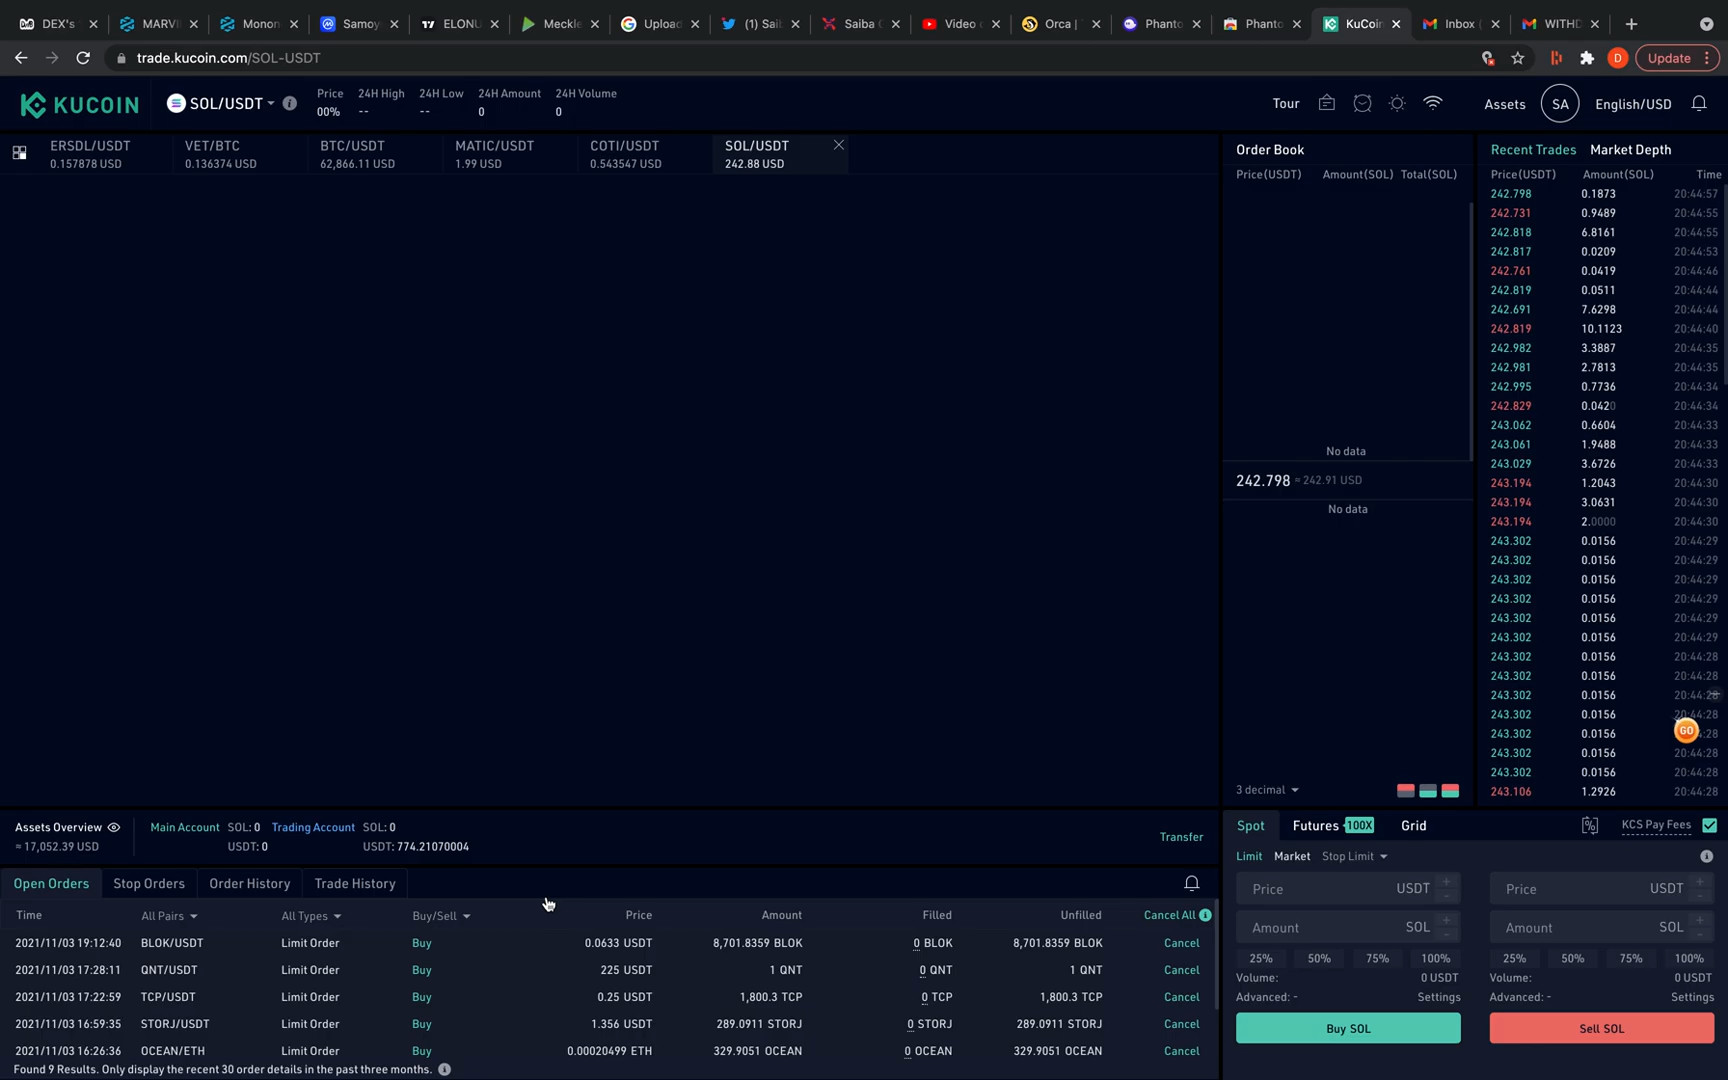 DEX's
MARVI
Monon
Samoy
ELONU
Meckle
Upload
(1) Saib
Saiba (
Video o
Orca |
Phanto
Phanto
KuCoin
Inbox (
WITHD
trade.kucoin.com/SOL-USDT
D
Update
KUCOIN
SOL/USDT
Price
00%
24H High
--
24H Low
--
24H Amount
0
24H Volume
0
Tour
Assets
SA
English/USD
ERSDL/USDT
0.157878 USD
VET/BTC
0.136374 USD
BTC/USDT
62,866.11 USD
MATIC/USDT
1.99 USD
COTI/USDT
0.543547 USD
SOL/USDT
242.88 USD
Order Book
Price(USDT) Amount(SOL) Total(SOL)
No data
242.798 ≈ 242.91 USD
No data
3 decimal
Recent Trades Market Depth
Price(USDT) Amount(SOL) Time
242.798 0.1873 20:44:57
242.731 0.9489 20:44:55
242.818 6.8161 20:44:55
242.817 0.0209 20:44:53
242.761 0.0419 20:44:46
242.819 0.0511 20:44:44
242.691 7.6298 20:44:44
242.819 10.1123 20:44:40
242.982 3.3887 20:44:35
242.981 2.7813 20:44:35
242.995 0.7736 20:44:34
242.829 0.0420 20:44:34
243.062 0.6604 20:44:33
243.061 1.9488 20:44:33
243.029 3.6726 20:44:33
243.194 1.2043 20:44:30
243.194 3.0631 20:44:30
243.194 2.0000 20:44:30
243.302 0.0156 20:44:29
243.302 0.0156 20:44:29
243.302 0.0156 20:44:29
243.302 0.0156 20:44:29
243.302 0.0156 20:44:29
243.302 0.0156 20:44:29
243.302 0.0156 20:44:28
243.302 0.0156 20:44:28
243.302 0.0156 20:44:28
243.302 0.0156 20:44:28
243.302 0.0156 :28
243.302 0.0156 20:44:28
243.302 0.0156 20:44:28
243.106 1.2926 20:44:28
GO
Assets Overview
≈ 17,052.39 USD
Main Account SOL: 0
USDT: 0
Trading Account SOL: 0
USDT: 774.21070004
Transfer
Open Orders Stop Orders Order History Trade History
Time All Pairs All Types Buy/Sell Price Amount Filled Unfilled Cancel All
2021/11/03 19:12:40 BLOK/USDT Limit Order Buy 0.0633 USDT 8,701.8359 BLOK 0 BLOK 8,701.8359 BLOK Cancel
2021/11/03 17:28:11 QNT/USDT Limit Order Buy 225 USDT 1 QNT 0 QNT 1 QNT Cancel
2021/11/03 17:22:59 TCP/USDT Limit Order Buy 0.25 USDT 1,800.3 TCP 0 TCP 1,800.3 TCP Cancel
2021/11/03 16:59:35 STORJ/USDT Limit Order Buy 1.356 USDT 289.0911 STORJ 0 STORJ 289.0911 STORJ Cancel
2021/11/03 16:26:36 OCEAN/ETH Limit Order Buy 0.00020499 ETH 329.9051 OCEAN 0 OCEAN 329.9051 OCEAN Cancel
Found 9 Results. Only display the recent 30 order details in the past three months.
Spot Futures 100X Grid
KCS Pay Fees
Limit Market Stop Limit
Price USDT
Amount SOL
25% 50% 75% 100%
Volume: 0 USDT
Advanced: - Settings
Buy SOL
Price USDT
Amount SOL
25% 50% 75% 100%
Volume: 0 USDT
Advanced: - Settings
Sell SOL